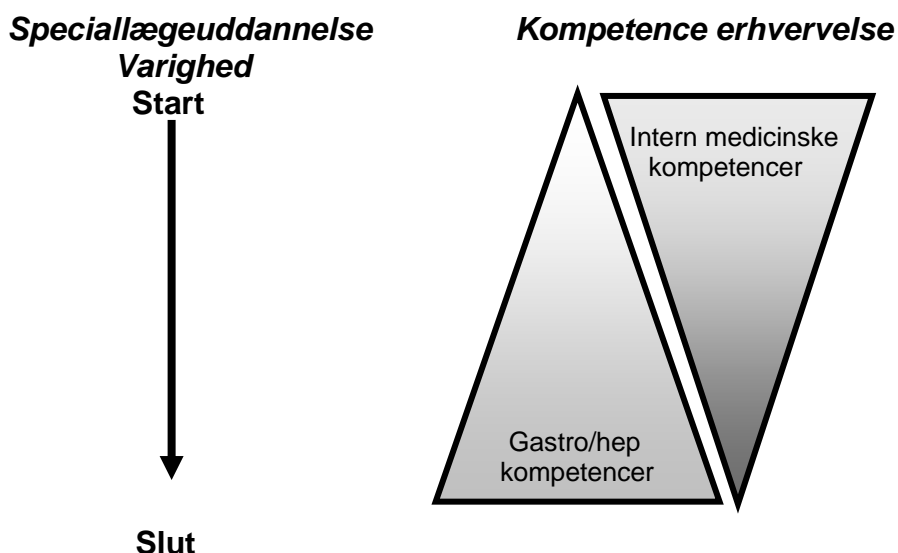 Speciallægeuddannelse
Varighed
Start
Slut
Kompetence erhvervelse
Intern medicinske
kompetencer
Gastro/hep
kompetencer